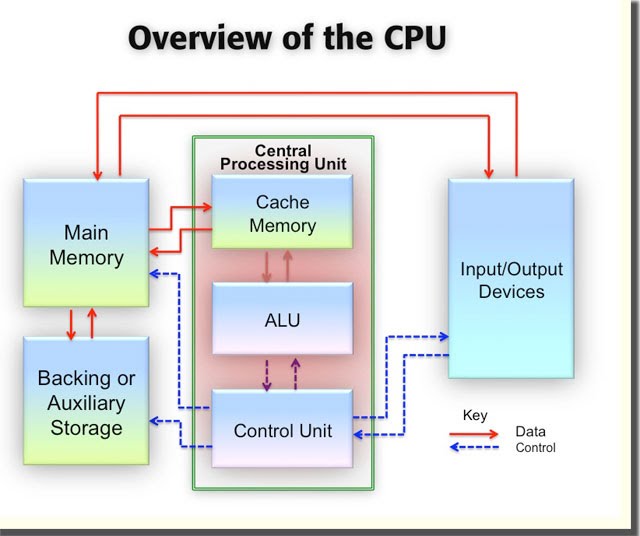 Overview of the CPU
Central
Processing Unit
Cache
Memory
Main
Memory
Input/Output
Devices
ALU
Backing or
Auxiliary
Storage
Control Unit
Key
Data
Control